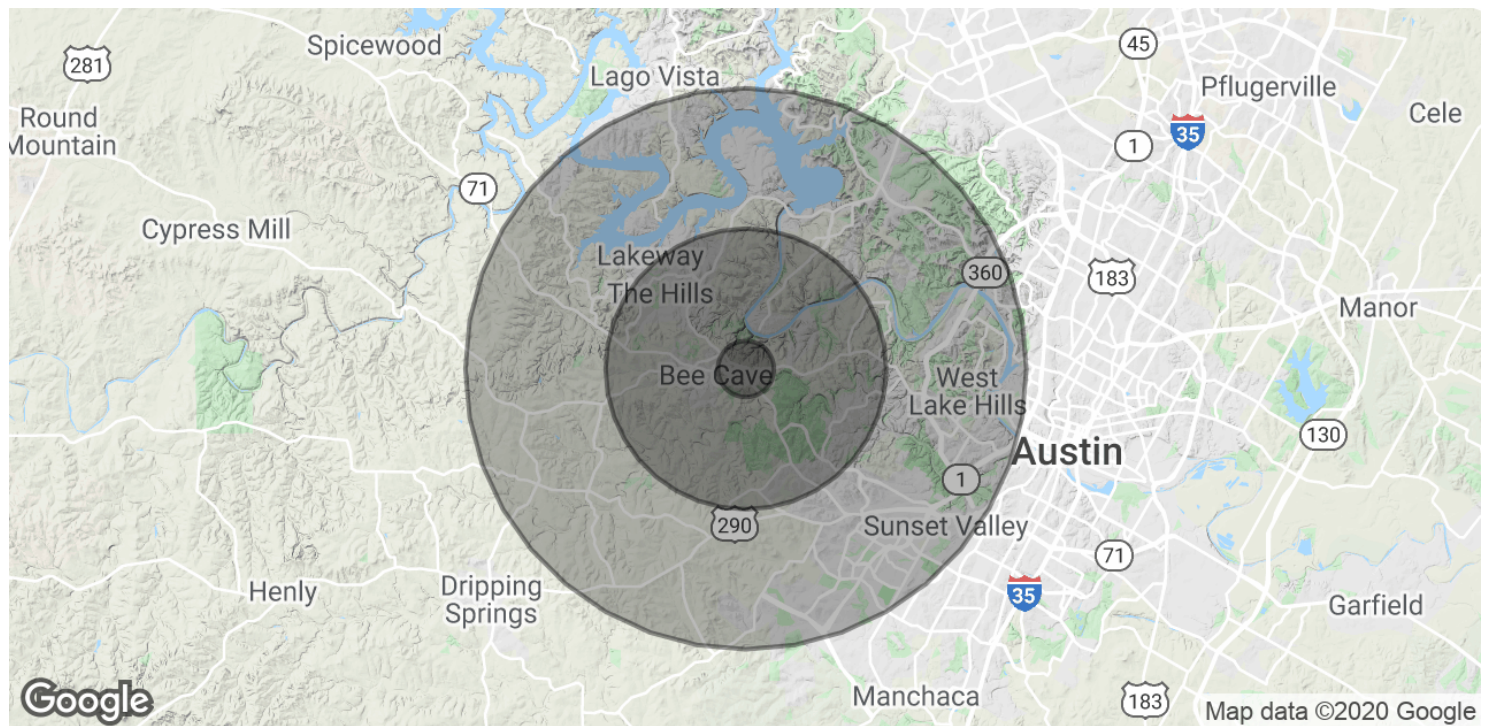 Spicewood
45
281
Lago Vista
Pflugerville
Round
Mountain
Cele
35
1
71
Cypress Mill
Lakeway
360
183
The Hills
Manor
Bee Cave
West
Lake Hills
130
Austin
1
290
Sunset Valley
71
Henly
Dripping
Springs
35
Garfield
Manchaca
183
Google
Map data ©2020 Google